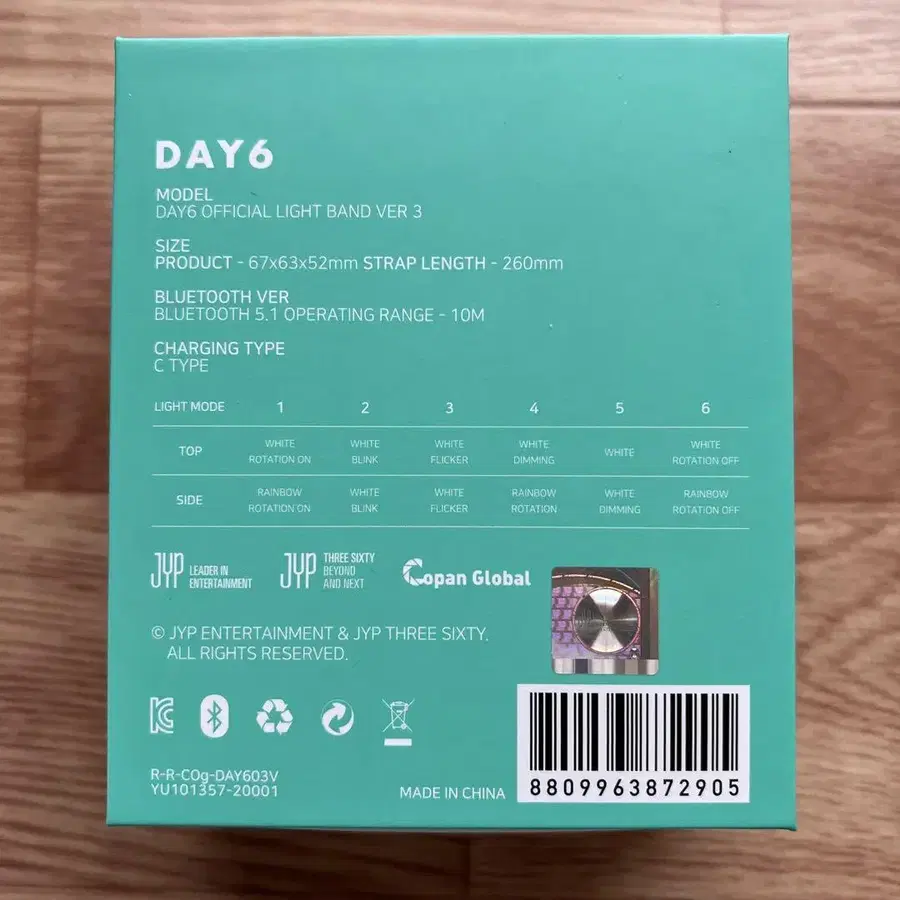 DAY6
MODEL
DAY6 OFFICIAL LIGHT BAND VER 3
SIZE
PRODUCT - 67x63x52mm STRAP LENGTH - 260mm
BLUETOOTH VER
BLUETOOTH 5.1 OPERATING RANGE - 10M
CHARGING TYPE
C TYPE
LIGHT MODE 1 2 3 4 5 6
TOP WHITE ROTATION ON WHITE BLINK WHITE FLICKER WHITE DIMMING WHITE WHITE ROTATION OFF
SIDE RAINBOW ROTATION ON WHITE BLINK WHITE FLICKER RAINBOW ROTATION WHITE DIMMING RAINBOW ROTATION OFF
JYP LEADER IN ENTERTAINMENT
JYP THREE SIXTY BEYOND AND NEXT
Copan Global
© JYP ENTERTAINMENT & JYP THREE SIXTY.
ALL RIGHTS RESERVED.
R-R-COg-DAY603V
YU101357-20001
MADE IN CHINA
8809963872905